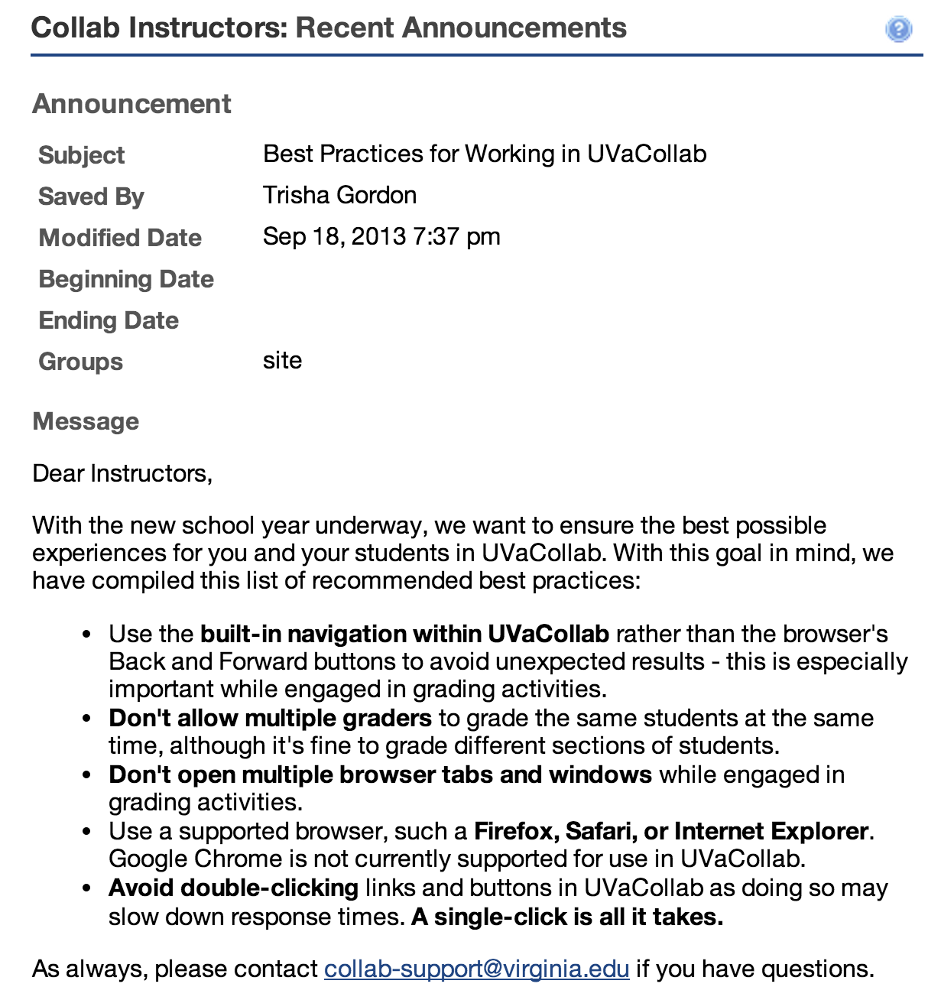 Collab Instructors: Recent Announcements
Announcement
Subject Best Practices for Working in UVaCollab
Saved By Trisha Gordon
Modified Date Sep 18, 2013 7:37 pm
Beginning Date
Ending Date
Groups site
Message
Dear Instructors,
With the new school year underway, we want to ensure the best possible
experiences for you and your students in UVaCollab. With this goal in mind, we
have compiled this list of recommended best practices:
• Use the built-in navigation within UVaCollab rather than the browser's
Back and Forward buttons to avoid unexpected results - this is especially
important while engaged in grading activities.
• Don't allow multiple graders to grade the same students at the same
time, although it's fine to grade different sections of students.
• Don't open multiple browser tabs and windows while engaged in
grading activities.
• Use a supported browser, such a Firefox, Safari, or Internet Explorer.
Google Chrome is not currently supported for use in UVaCollab.
• Avoid double-clicking links and buttons in UVaCollab as doing so may
slow down response times. A single-click is all it takes.
As always, please contact collab-support@virginia.edu if you have questions.